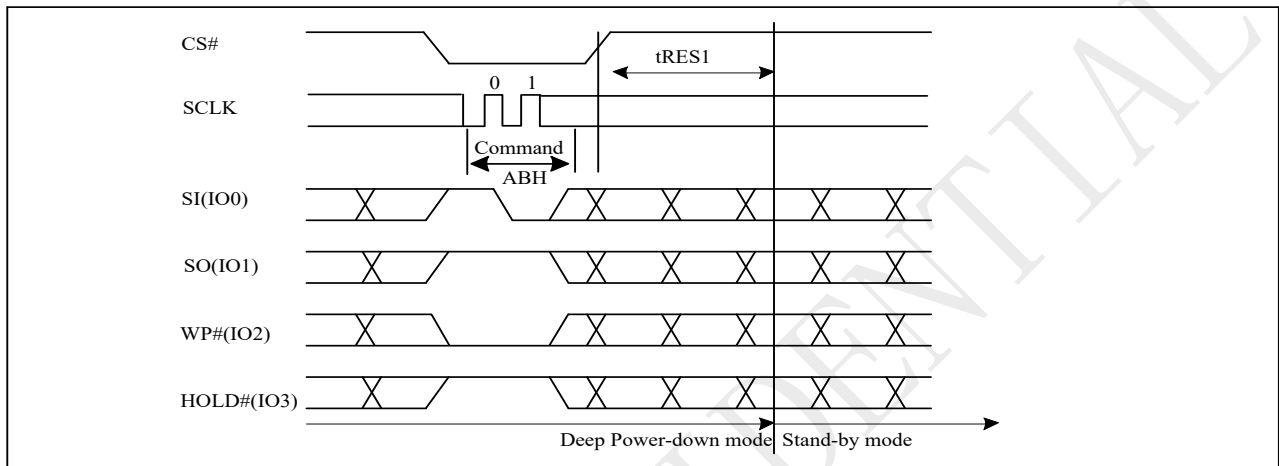 CS#
tRES1
0 1
SCLK
Command
ABH
SI(IO0)
SO(IO1)
WP#(IO2)
HOLD#(IO3)
Deep Power-down mode Stand-by mode
DENTIAL